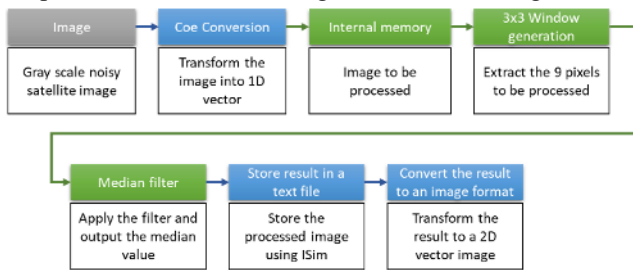 Image
Coe Conversion
Internal memory
3x3 Window
generation
Gray scale noisy
satellite image
Transform the
image into 1D
vector
Image to be
processed
Extract the 9 pixels
to be processed
Median filter
Store result in a
text file
Convert the result
to an image format
Apply the filter and
output the median
value
Store the
processed image
using ISim
Transform the
result to a 2D
vector image